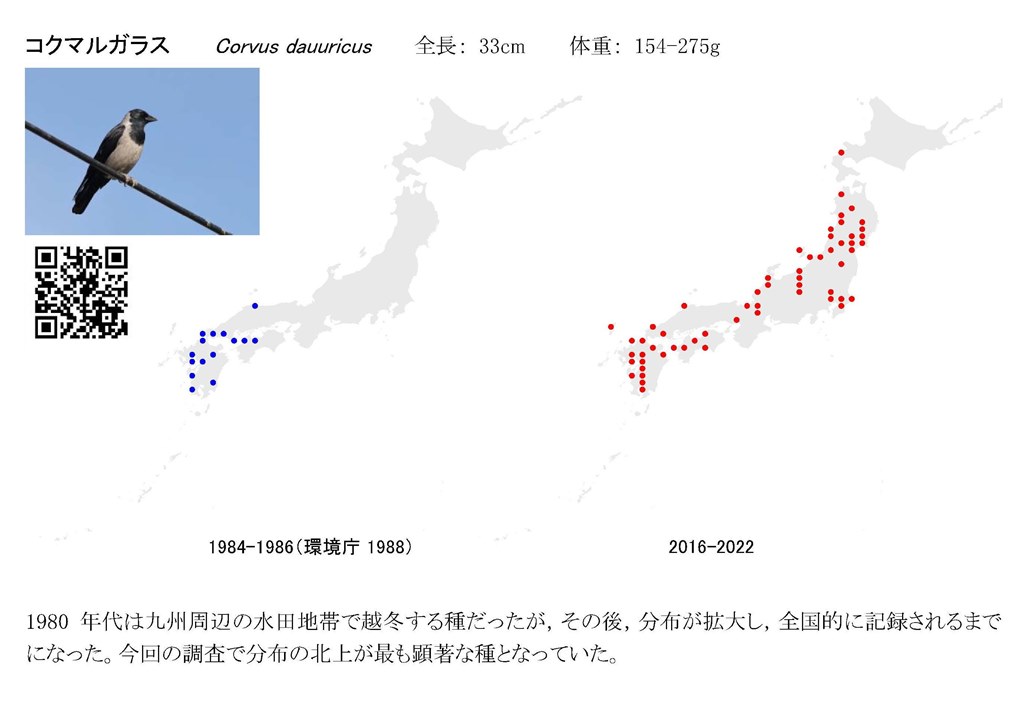 コクマルガラス Corvus dauuricus 全長: 33cm 体重: 154-275g
1984-1986(環境庁 1988) 2016-2022
1980 年代は九州周辺の水田地帯で越冬する種だったが，その後，分布が拡大し，全国的に記録されるまで
になった。今回の調査で分布の北上が最も顕著な種となっていた。